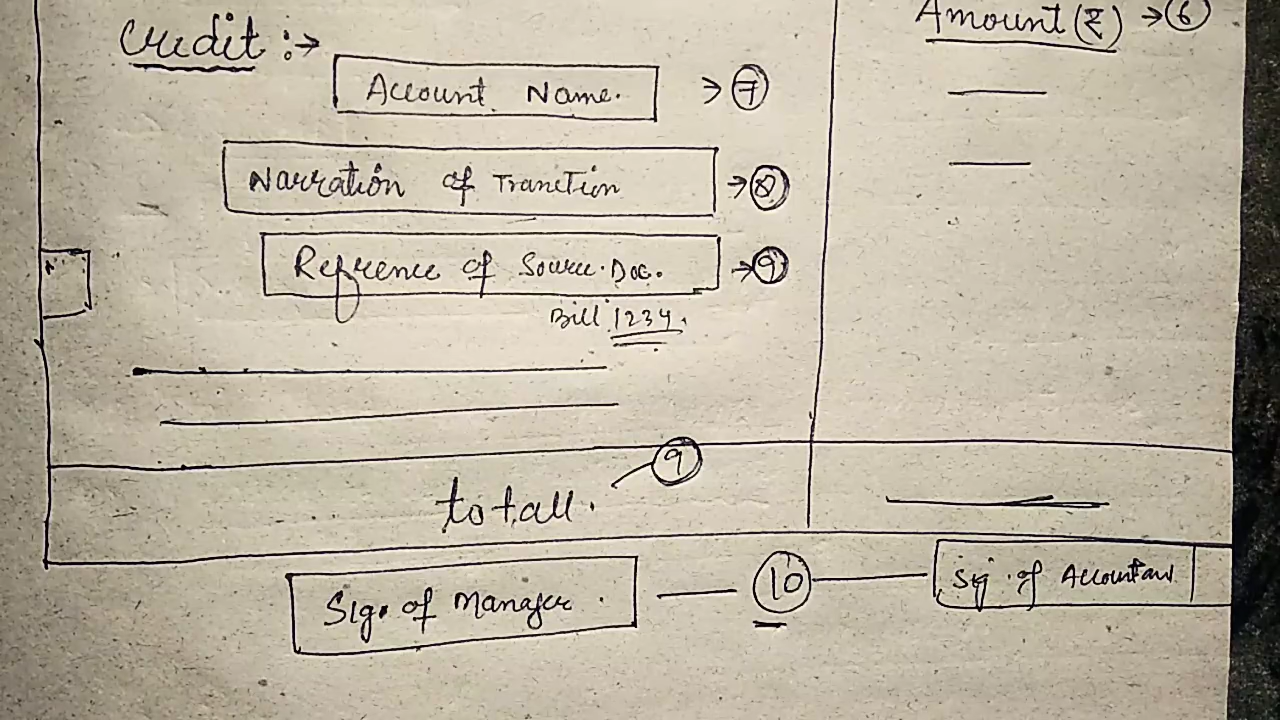 Credit :→
Amount (₹) → 6
Account Name. → 7
Narration of Tranction → 8
Refrence of Source. Doc. → 9
Bill 1234.
9
totall.
Sig. of Manager. — 10 — Sig. of Accountant